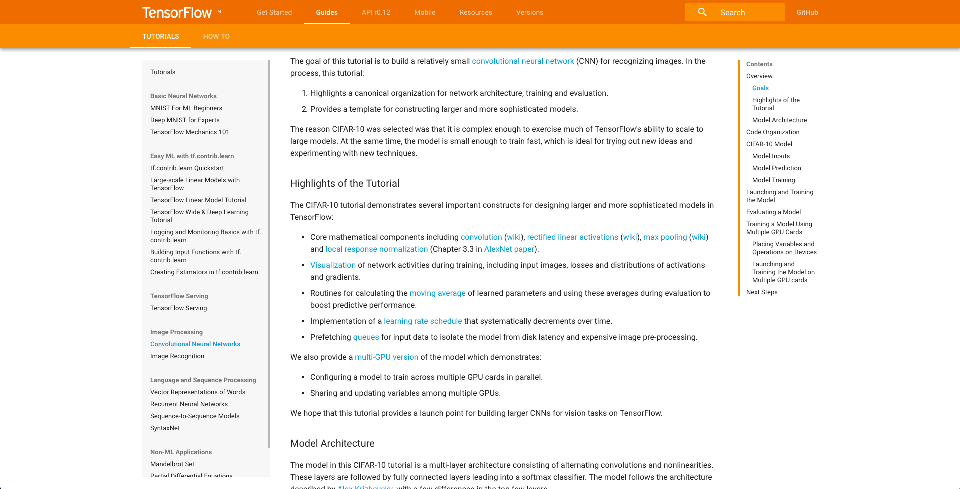 TensorFlow™
Get Started
Guides
API r0.12
Mobile
Resources
Versions
Search
GitHub
TUTORIALS
HOW TO
Tutorials
Basic Neural Networks
MNIST For ML Beginners
Deep MNIST for Experts
TensorFlow Mechanics 101
Easy ML with tf.contrib.learn
tf.contrib.learn Quickstart
Large-scale Linear Models with
TensorFlow
TensorFlow Linear Model Tutorial
TensorFlow Wide & Deep Learning
Tutorial
Logging and Monitoring Basics with tf.
contrib.learn
Building Input Functions with tf.
contrib.learn
Creating Estimators in tf.contrib.learn
TensorFlow Serving
TensorFlow Serving
Image Processing
Convolutional Neural Networks
Image Recognition
Language and Sequence Processing
Vector Representations of Words
Recurrent Neural Networks
Sequence-to-Sequence Models
SyntaxNet
Non-ML Applications
Mandelbrot Set
Partial Differential Equations
The goal of this tutorial is to build a relatively small convolutional neural network (CNN) for recognizing images. In the
process, this tutorial:
1. Highlights a canonical organization for network architecture, training and evaluation.
2. Provides a template for constructing larger and more sophisticated models.
The reason CIFAR-10 was selected was that it is complex enough to exercise much of TensorFlow's ability to scale to
large models. At the same time, the model is small enough to train fast, which is ideal for trying out new ideas and
experimenting with new techniques.
Highlights of the Tutorial
The CIFAR-10 tutorial demonstrates several important constructs for designing larger and more sophisticated models in
TensorFlow:
• Core mathematical components including convolution (wiki), rectified linear activations (wiki), max pooling (wiki)
and local response normalization (Chapter 3.3 in AlexNet paper).
• Visualization of network activities during training, including input images, losses and distributions of activations
and gradients.
• Routines for calculating the moving average of learned parameters and using these averages during evaluation to
boost predictive performance.
• Implementation of a learning rate schedule that systematically decrements over time.
• Prefetching queues for input data to isolate the model from disk latency and expensive image pre-processing.
We also provide a multi-GPU version of the model which demonstrates:
• Configuring a model to train across multiple GPU cards in parallel.
• Sharing and updating variables among multiple GPUs.
We hope that this tutorial provides a launch point for building larger CNNs for vision tasks on TensorFlow.
Model Architecture
The model in this CIFAR-10 tutorial is a multi-layer architecture consisting of alternating convolutions and nonlinearities.
These layers are followed by fully connected layers leading into a softmax classifier. The model follows the architecture
described by Alex Krizhevsky, with a few differences in the top few layers.
Contents
Overview
Goals
Highlights of the
Tutorial
Model Architecture
Code Organization
CIFAR-10 Model
Model Inputs
Model Prediction
Model Training
Launching and Training
the Model
Evaluating a Model
Training a Model Using
Multiple GPU Cards
Placing Variables and
Operations on Devices
Launching and
Training the Model on
Multiple GPU cards
Next Steps